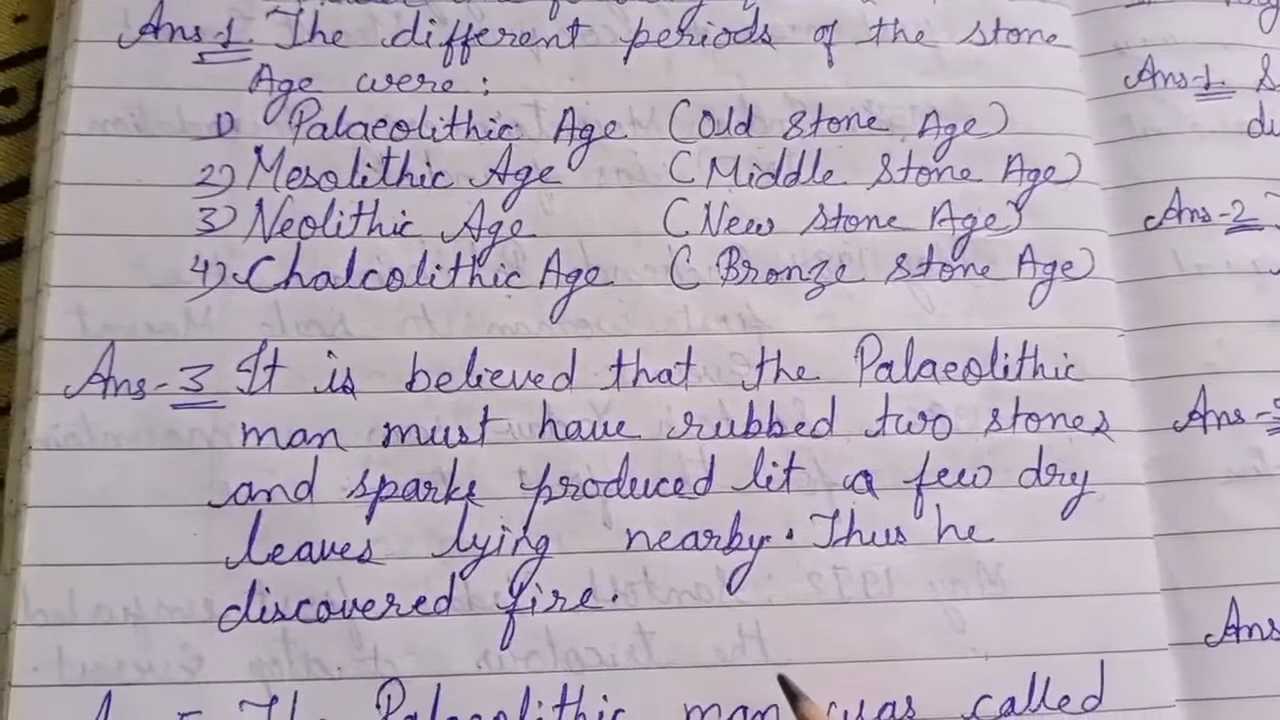 Ans-1 The different periods of the stone
Age were:
1) Palaeolithic Age (Old Stone Age)
2) Mesolithic Age (Middle Stone Age)
3) Neolithic Age (New Stone Age)
4) Chalcolithic Age (Bronze Stone Age)
Ans-3 It is believed that the Palaeolithic
man must have rubbed two stones
and sparks produced lit a few dry
leaves lying nearby. Thus he
discovered fire.
Palaeolithic man was called
Ans-1
Ans-2
Ans-
Ans